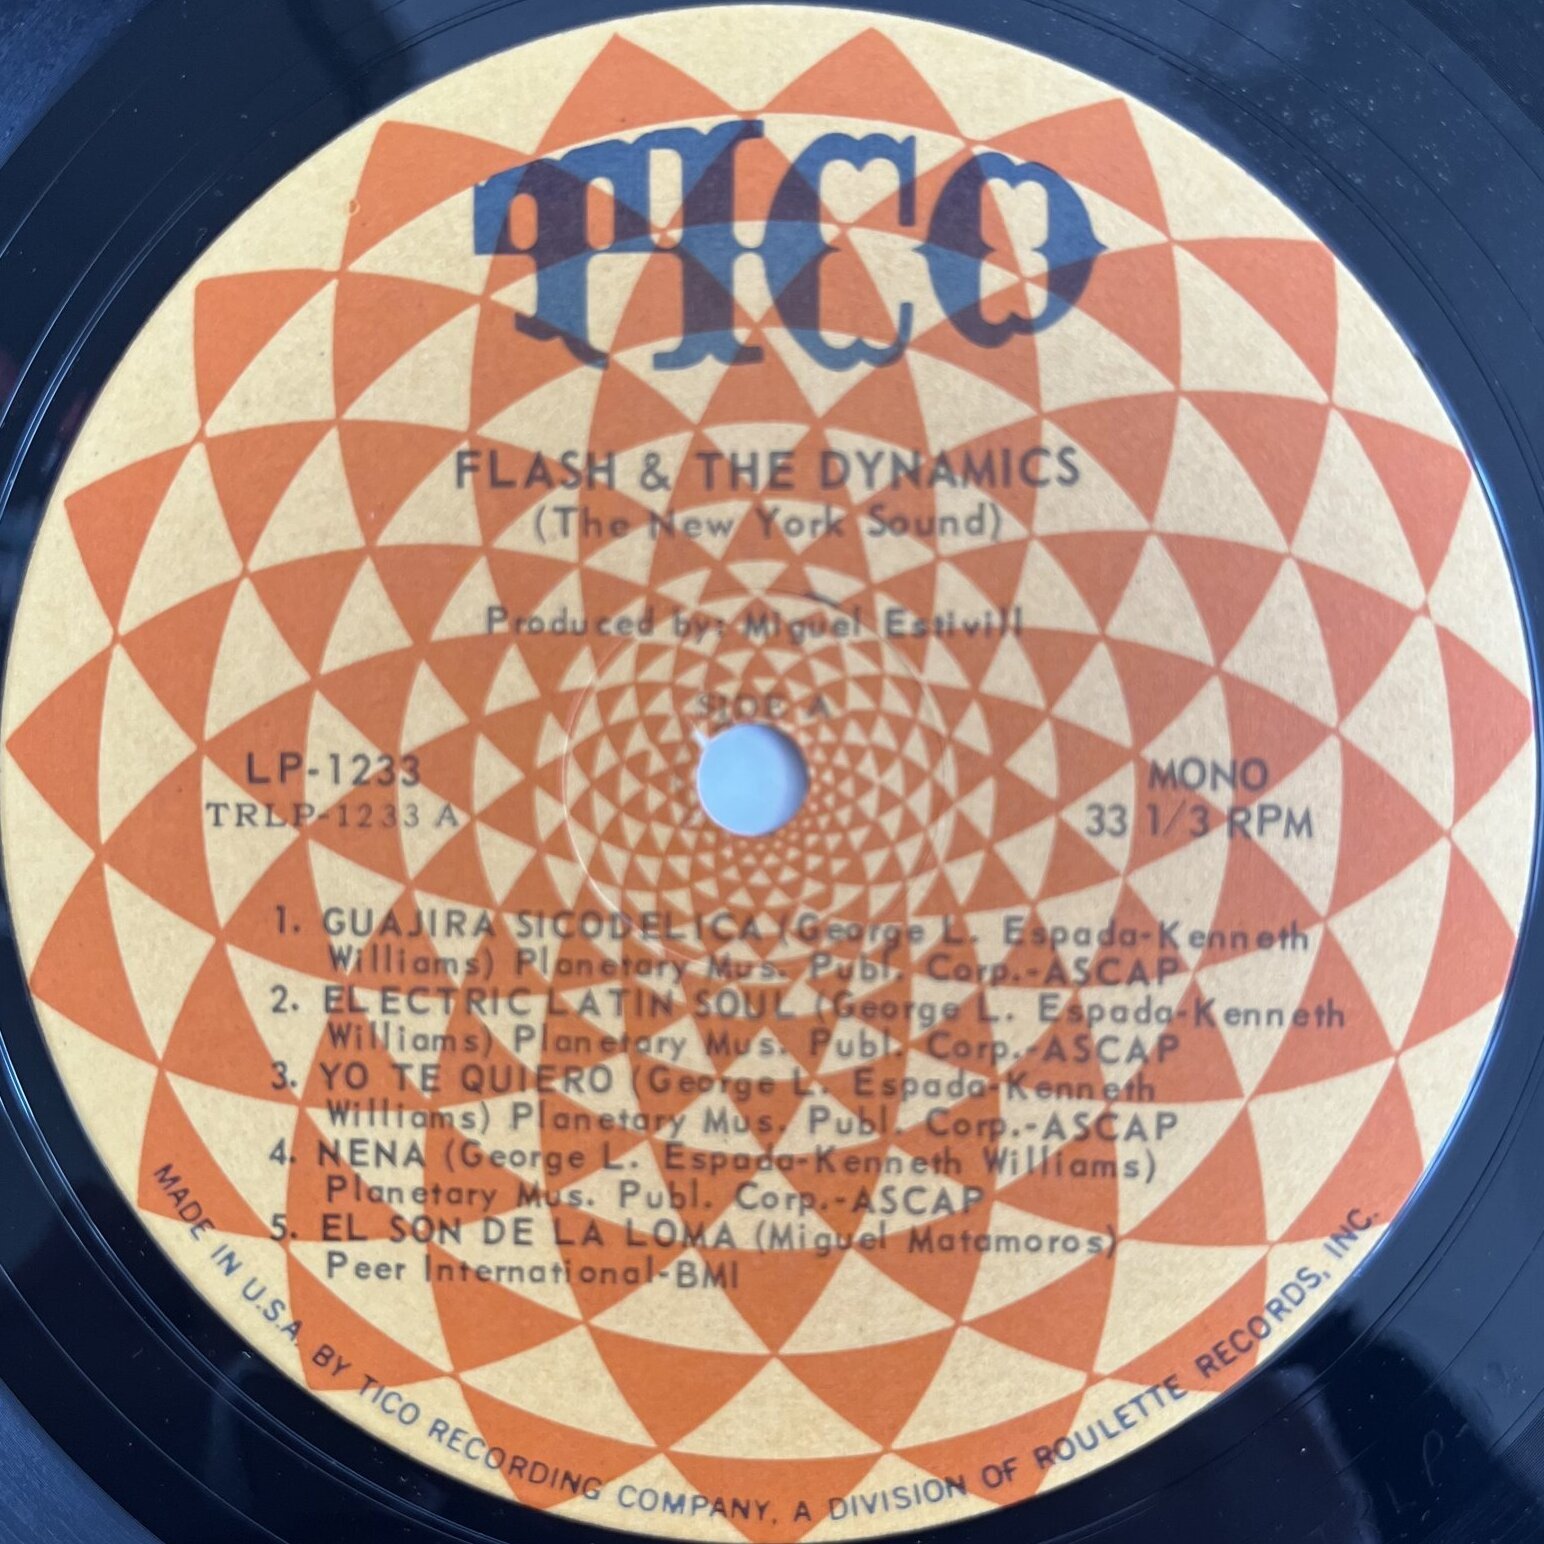 TICO
FLASH & THE DYNAMICS
(The New York Sound)
Produced by: Miguel Estivill
SIDE A
LP-1233
TRLP-1233 A
MONO
33 1/3 RPM
1. GUAJIRA SICODELICA (George L. Espada-Kenneth
Williams) Planetary Mus. Publ. Corp.-ASCAP
2. ELECTRIC LATIN SOUL (George L. Espada-Kenneth
Williams) Planetary Mus. Publ. Corp.-ASCAP
3. YO TE QUIERO (George L. Espada-Kenneth
Williams) Planetary Mus. Publ. Corp.-ASCAP
4. NENA (George L. Espada-Kenneth Williams)
Planetary Mus. Publ. Corp.-ASCAP
5. EL SON DE LA LOMA (Miguel Matamoros)
Peer International-BMI
MADE IN U.S.A. BY TICO RECORDING COMPANY, A DIVISION OF ROULETTE RECORDS, INC.